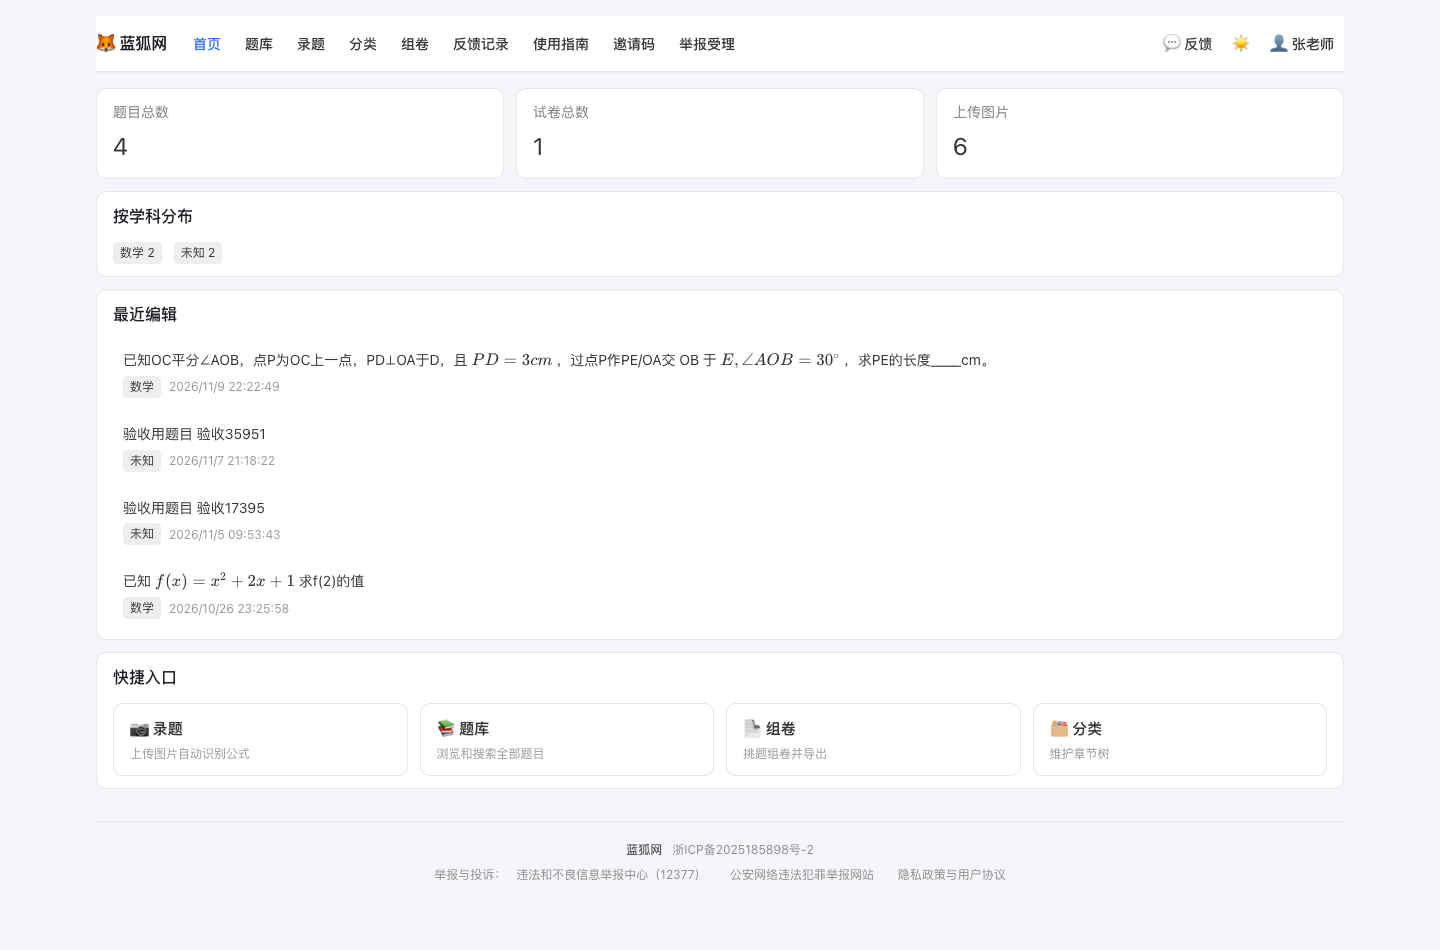 蓝狐网 首页 题库 录题 分类 组卷 反馈记录 使用指南 邀请码 举报受理 反馈 张老师
题目总数 试卷总数 上传图片
4 1 6
按学科分布
数学 2 未知 2
最近编辑
已知OC平分∠AOB，点P为OC上一点，PD⊥OA于D，且 PD = 3cm ，过点P作PE/OA交 OB 于 E, ∠AOB = 30° ，求PE的长度____cm。
数学 2026/11/9 22:22:49
验收用题目 验收35951
未知 2026/11/7 21:18:22
验收用题目 验收17395
未知 2026/11/5 09:53:43
已知 f(x) = x² + 2x + 1 求f(2)的值
数学 2026/10/26 23:25:58
快捷入口
录题 题库 组卷 分类
上传图片自动识别公式 浏览和搜索全部题目 挑题组卷并导出 维护章节树
蓝狐网 浙ICP备2025185898号-2
举报与投诉： 违法和不良信息举报中心（12377） · 公安网络违法犯罪举报网站 · 隐私政策与用户协议